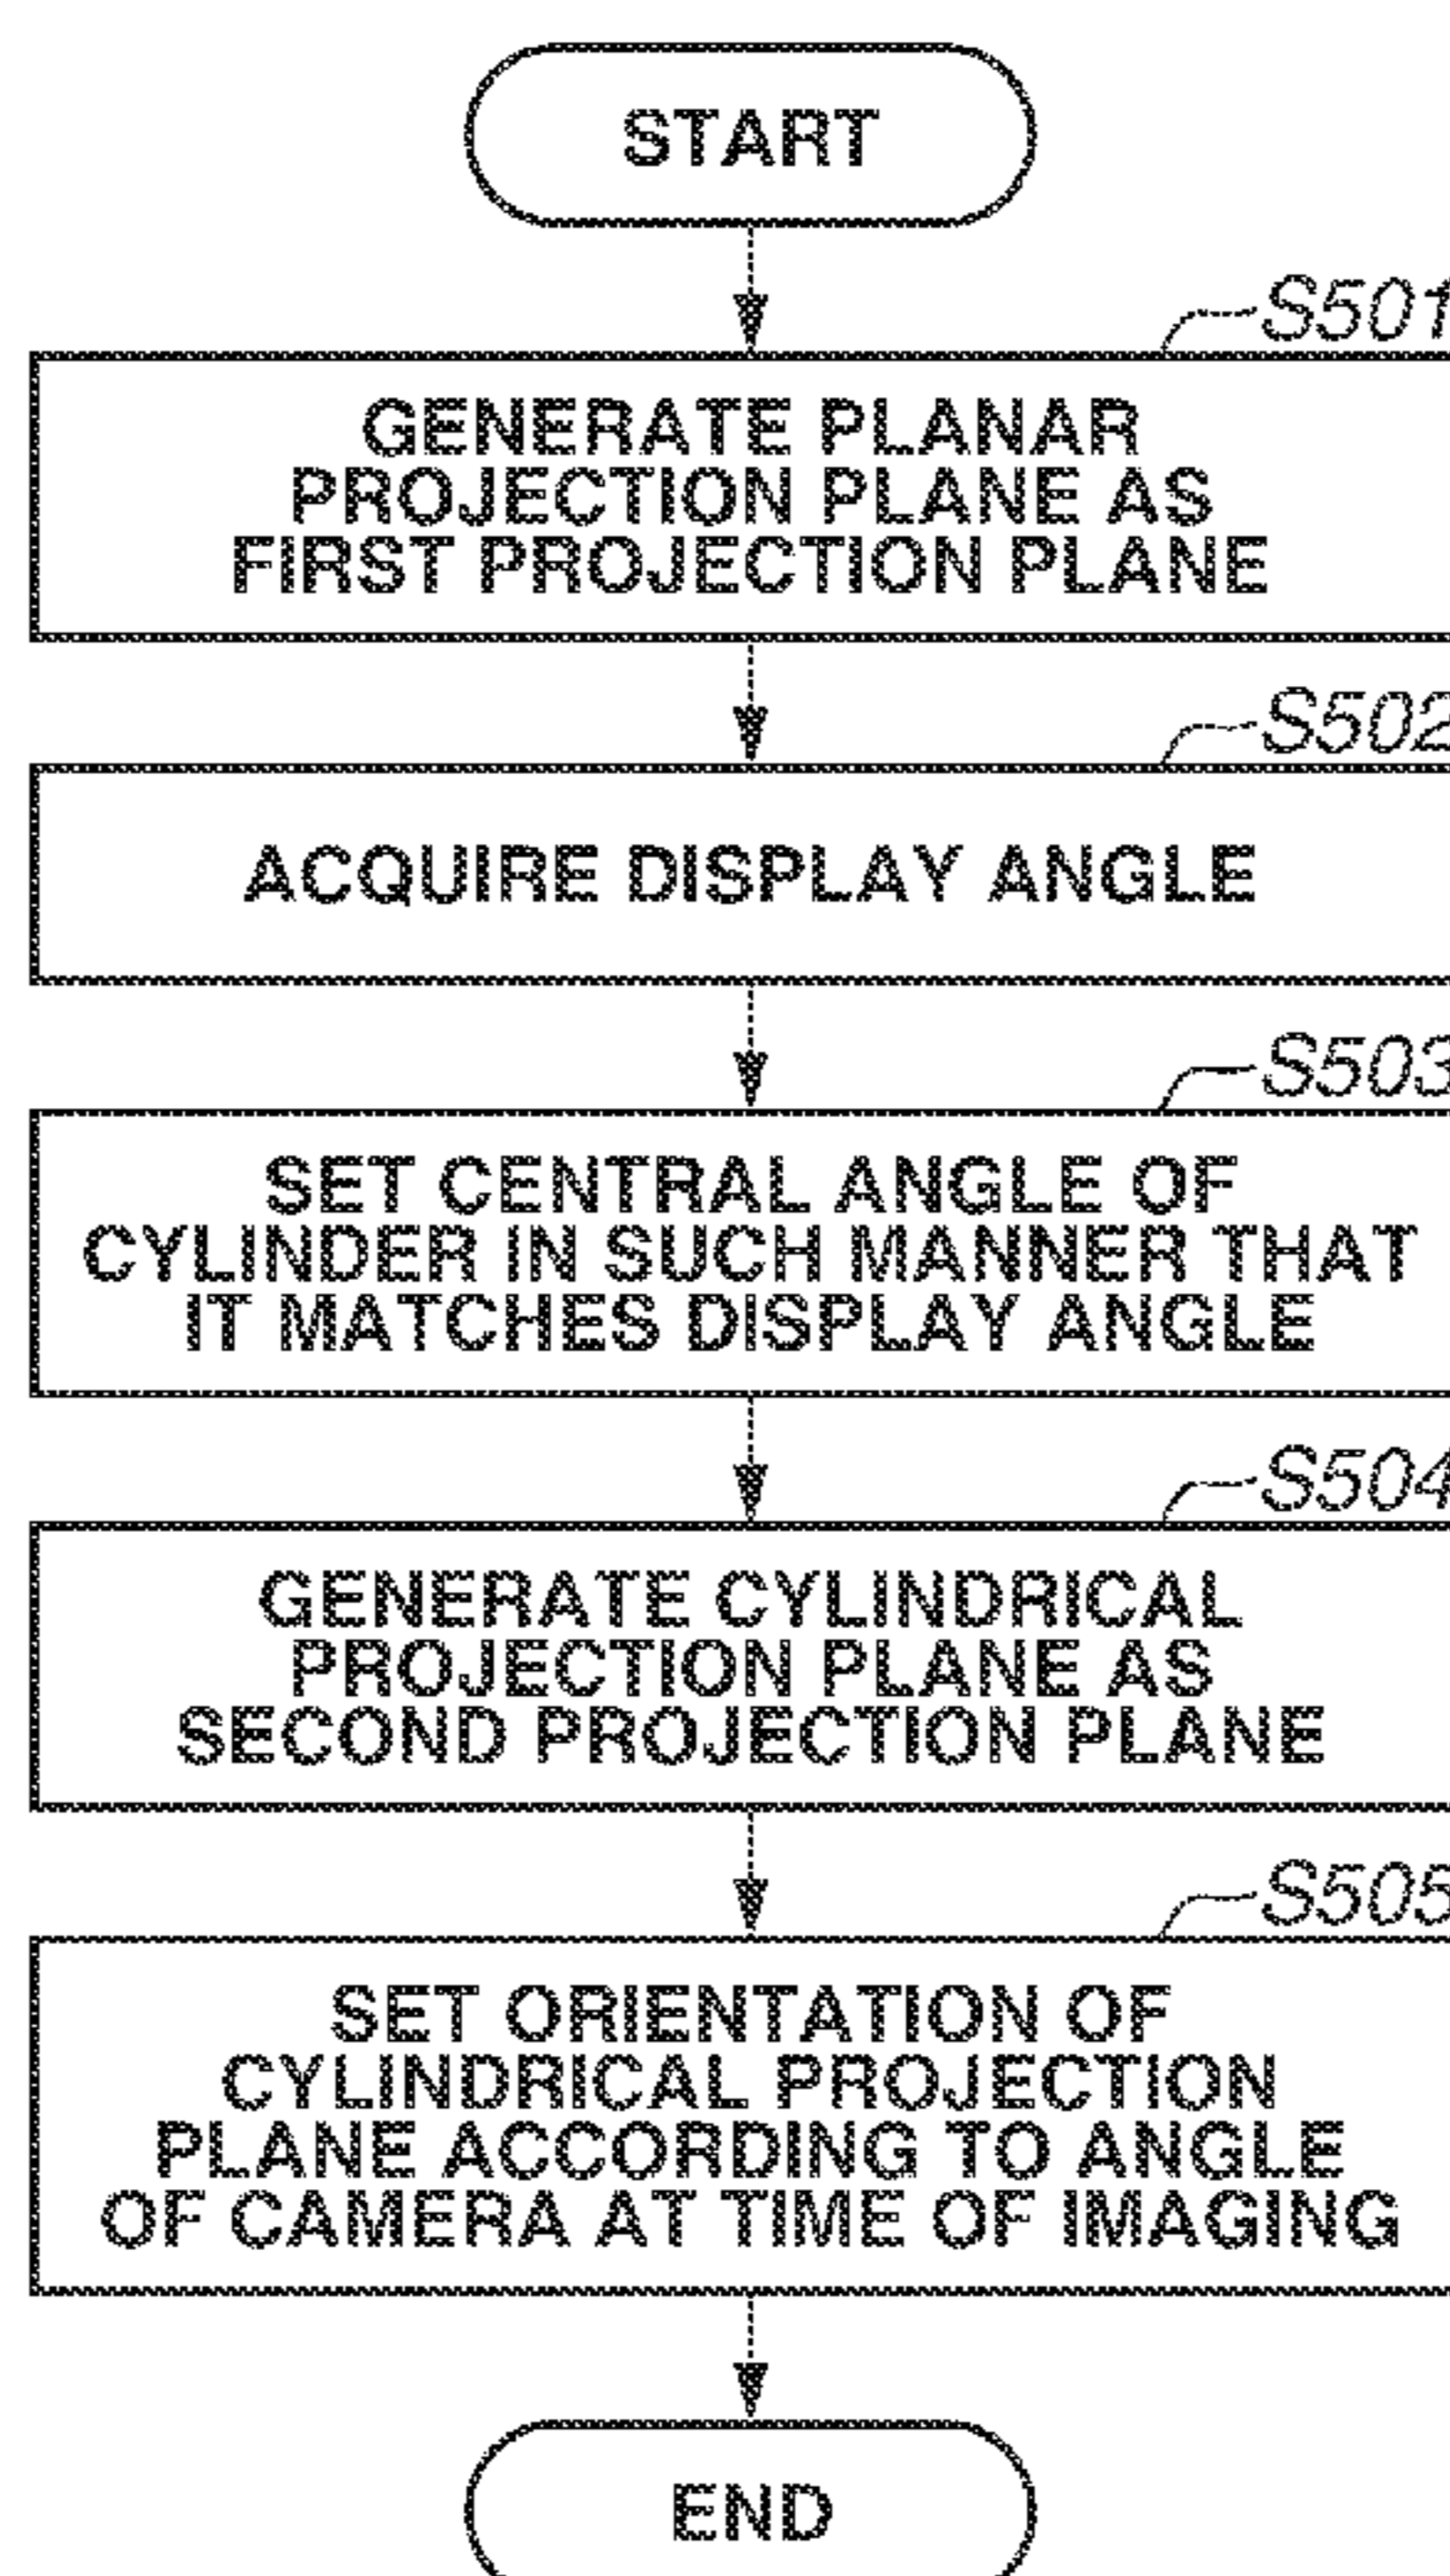 START
S501
GENERATE PLANAR
PROJECTION PLANE AS
FIRST PROJECTION PLANE
S502
ACQUIRE DISPLAY ANGLE
S503
SET CENTRAL ANGLE OF
CYLINDER IN SUCH MANNER THAT
IT MATCHES DISPLAY ANGLE
S504
GENERATE CYLINDRICAL
PROJECTION PLANE AS
SECOND PROJECTION PLANE
S505
SET ORIENTATION OF
CYLINDRICAL PROJECTION
PLANE ACCORDING TO ANGLE
OF CAMERA AT TIME OF IMAGING
END